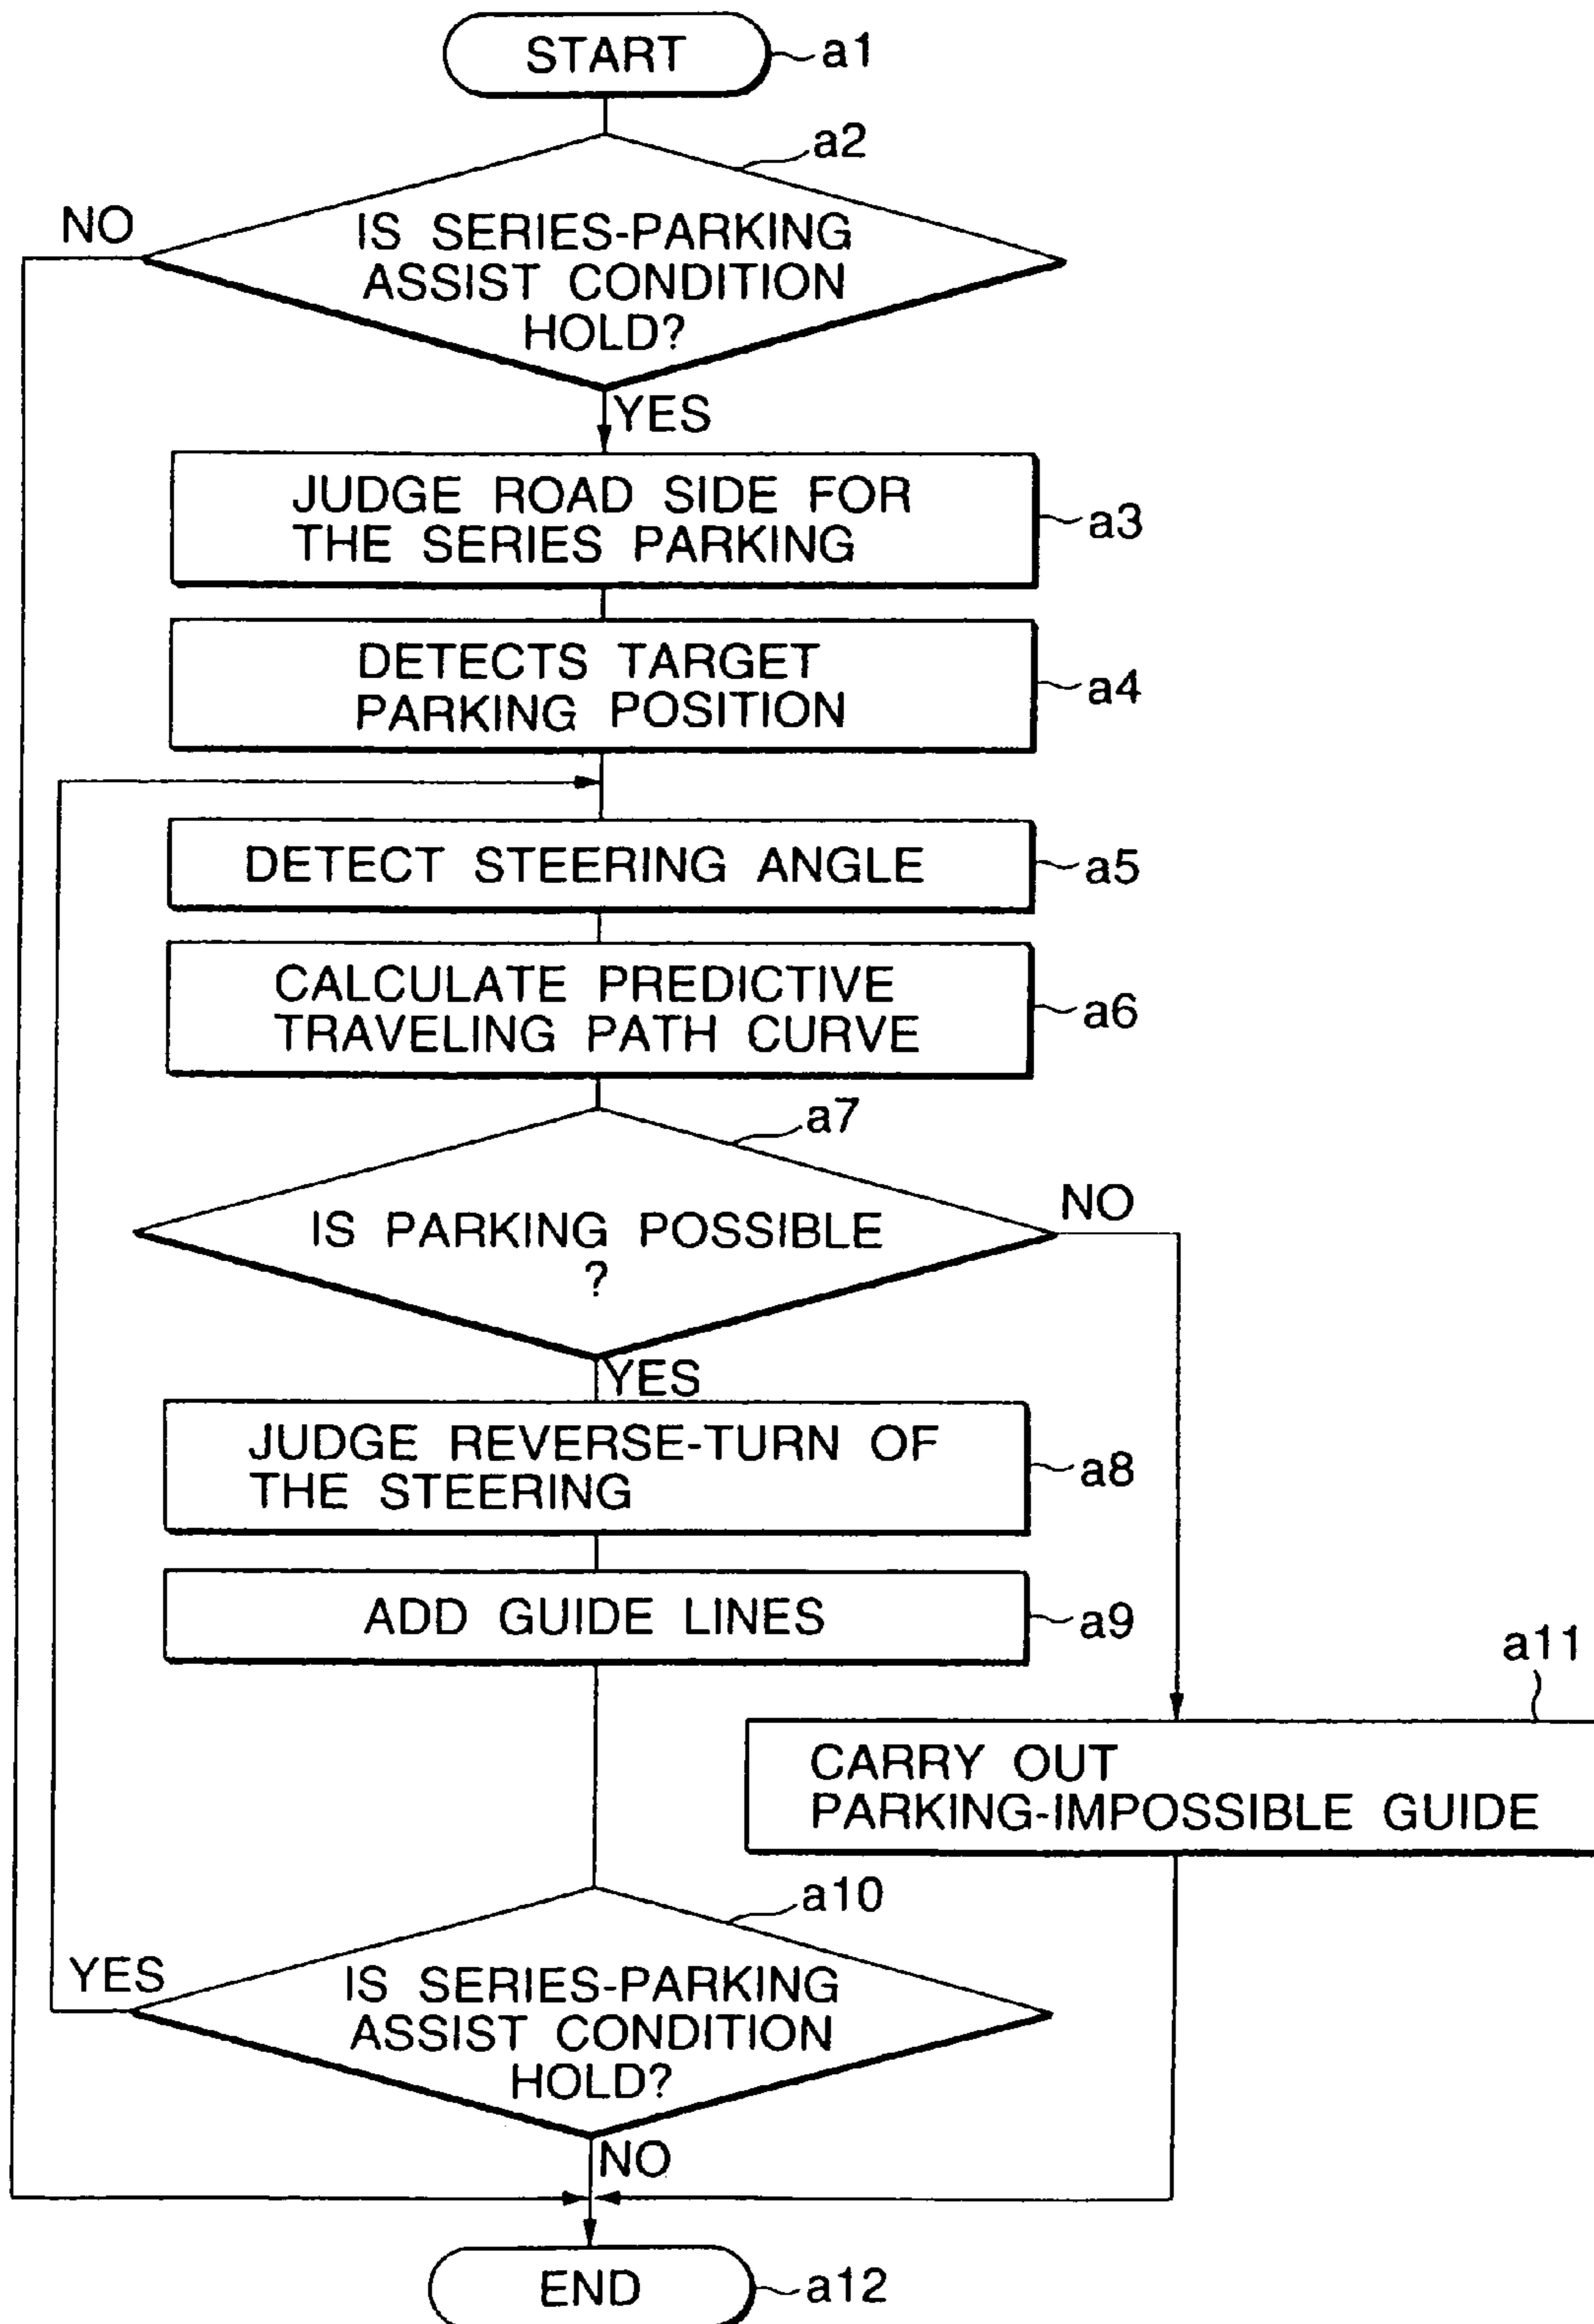 START
a1
a2
NO
IS SERIES-PARKING
ASSIST CONDITION
HOLD?
YES
JUDGE ROAD SIDE FOR
THE SERIES PARKING
a3
DETECTS TARGET
PARKING POSITION
a4
DETECT STEERING ANGLE
a5
CALCULATE PREDICTIVE
TRAVELING PATH CURVE
a6
a7
IS PARKING POSSIBLE
?
NO
YES
JUDGE REVERSE-TURN OF
THE STEERING
a8
ADD GUIDE LINES
a9
a11
CARRY OUT
PARKING-IMPOSSIBLE GUIDE
a10
YES
IS SERIES-PARKING
ASSIST CONDITION
HOLD?
NO
END
a12